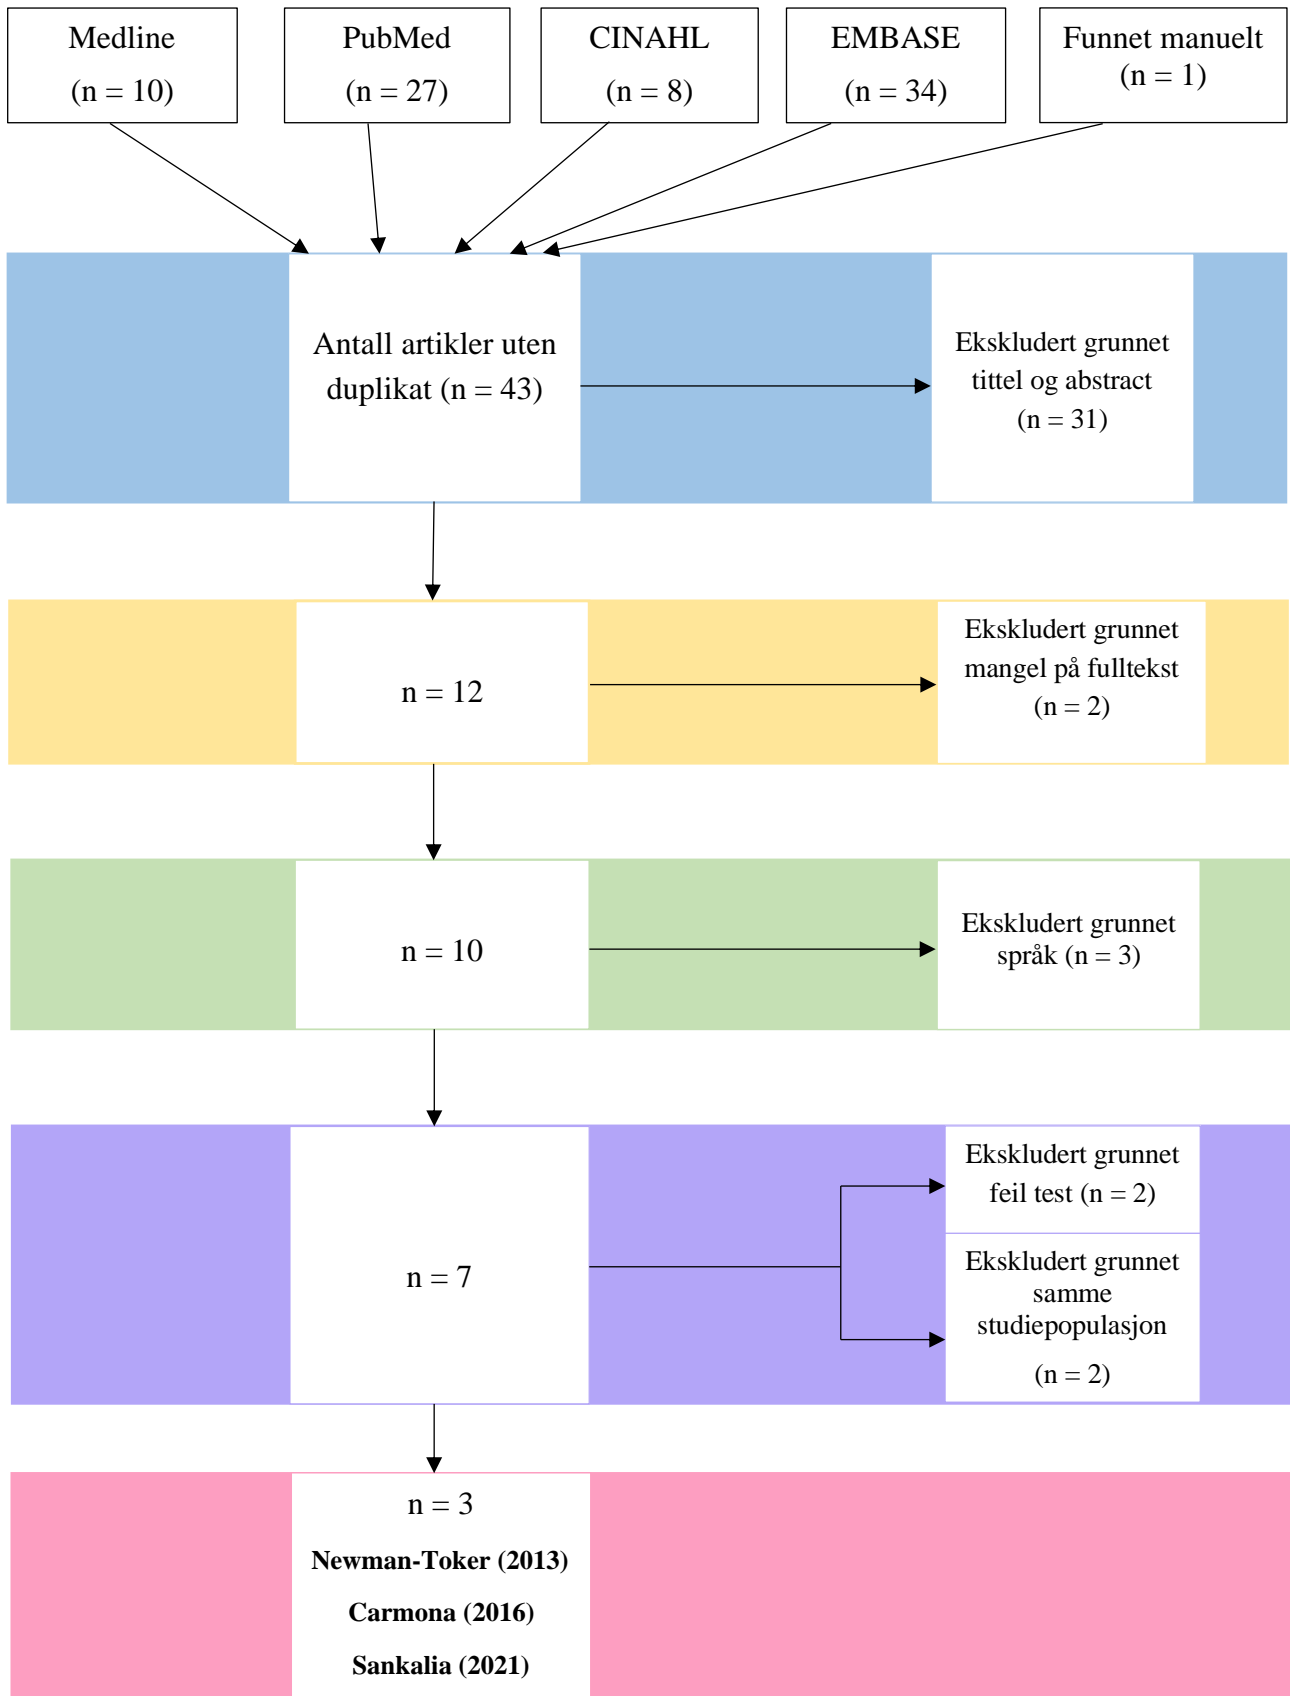 Medline
(n = 10)
PubMed
(n = 27)
CINAHL
(n = 8)
EMBASE
(n = 34)
Funnet manuelt
(n = 1)
Antall artikler uten
duplikat (n = 43)
Ekskludert grunnet
tittel og abstract
(n = 31)
n = 12
Ekskludert grunnet
mangel på fulltekst
(n = 2)
n = 10
Ekskludert grunnet
språk (n = 3)
n = 7
Ekskludert grunnet
feil test (n = 2)
Ekskludert grunnet
samme
studiepopulasjon
(n = 2)
n = 3
Newman-Toker (2013)
Carmona (2016)
Sankalia (2021)